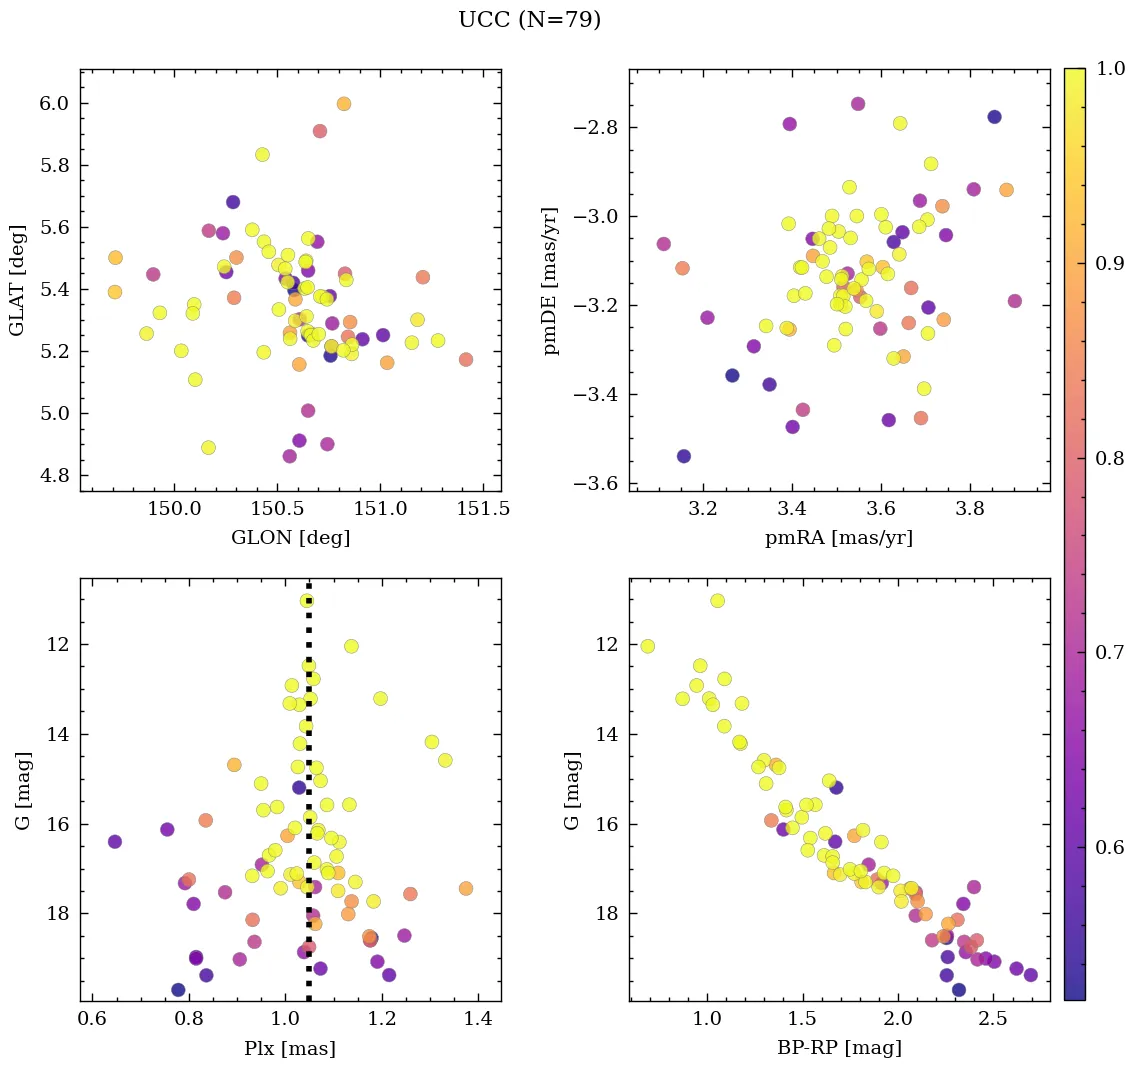 UCC (N=79)
6.0
5.8
5.6
5.4
5.2
5.0
4.8
GLAT [deg]
150.0 150.5 151.0 151.5
GLON [deg]
−2.8
−3.0
−3.2
−3.4
−3.6
pmDE [mas/yr]
3.2 3.4 3.6 3.8
pmRA [mas/yr]
1.0
0.9
0.8
0.7
0.6
12
14
16
18
G [mag]
0.6 0.8 1.0 1.2 1.4
Plx [mas]
12
14
16
18
G [mag]
1.0 1.5 2.0 2.5
BP-RP [mag]